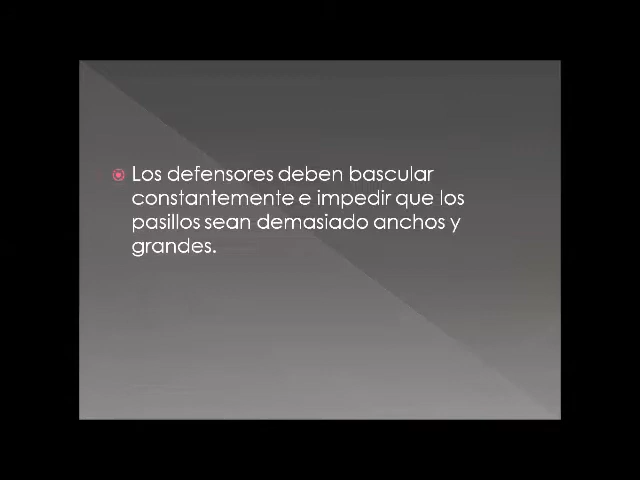 Los defensores deben bascular
constantemente e impedir que los
pasillos sean demasiado anchos y
grandes.